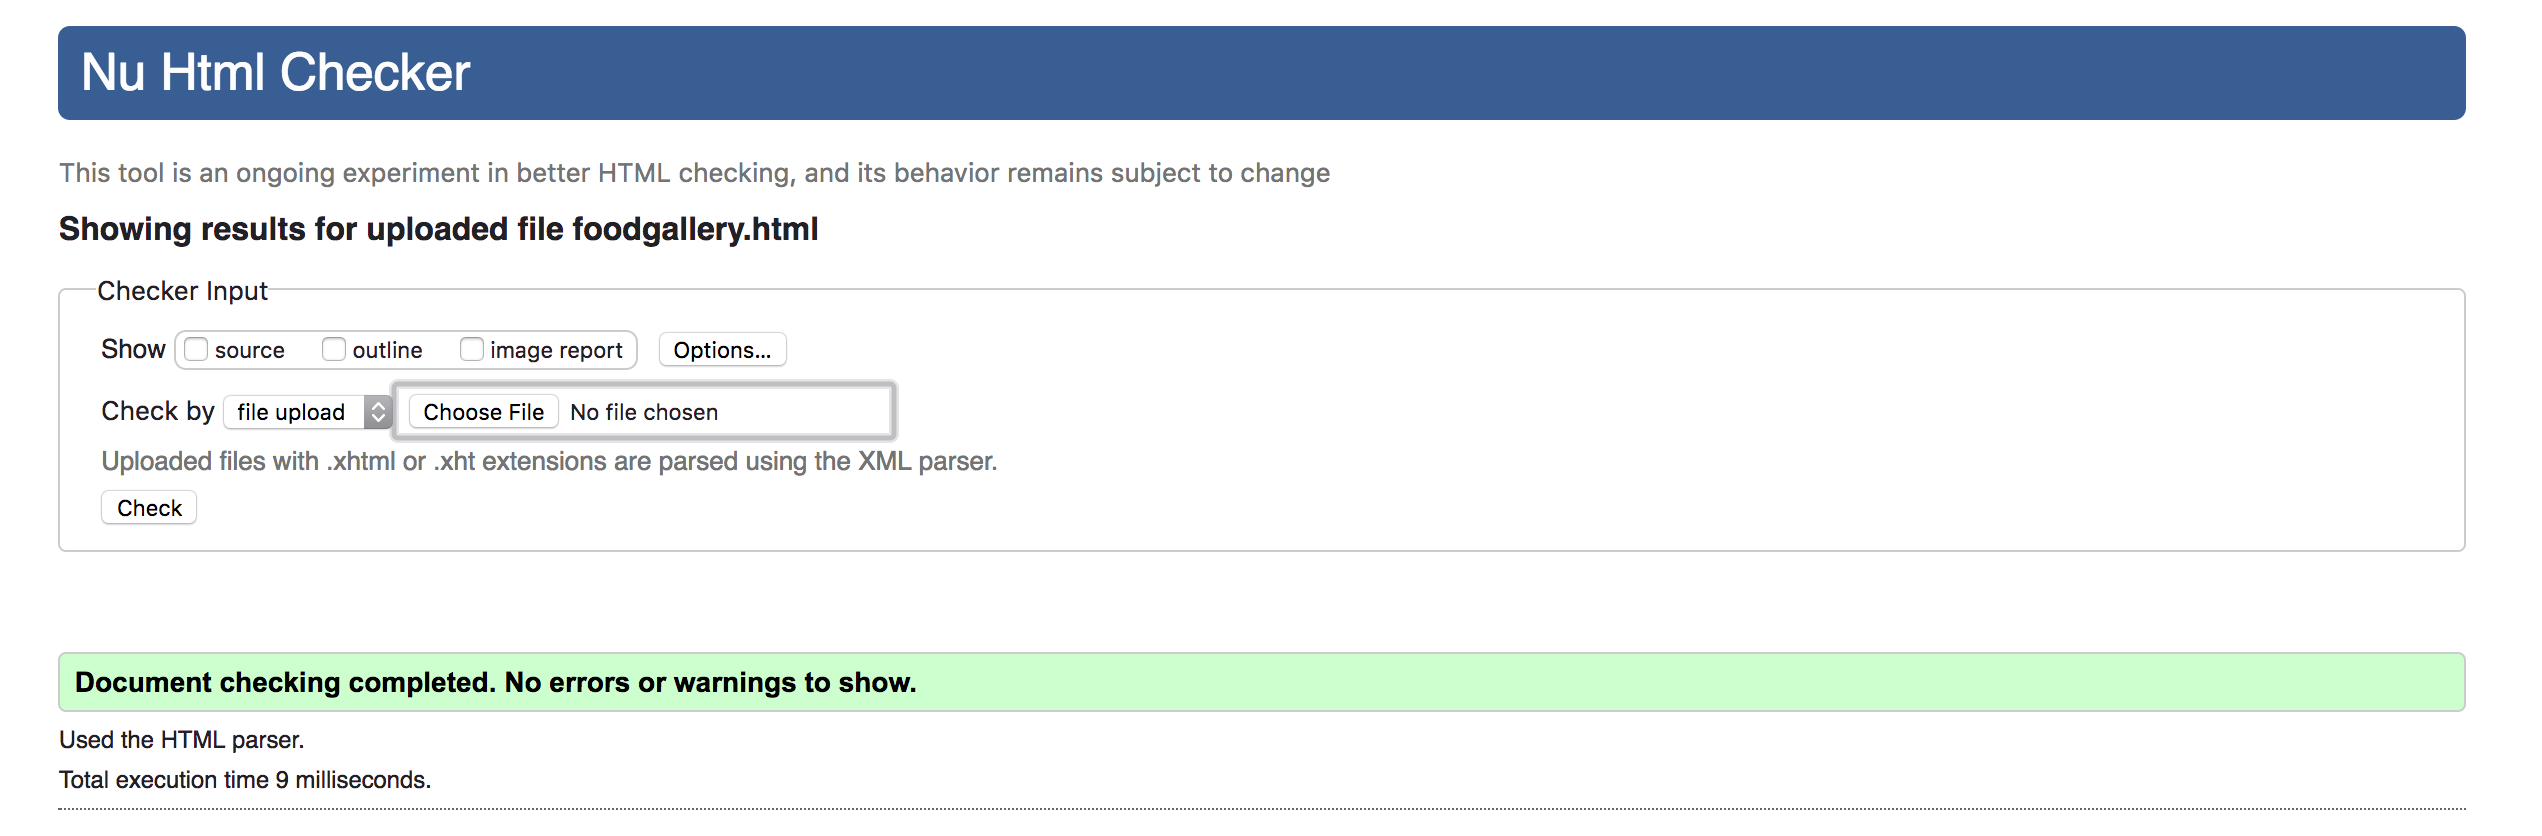 Nu Html Checker
This tool is an ongoing experiment in better HTML checking, and its behavior remains subject to change
Showing results for uploaded file foodgallery.html
Checker Input
Show source outline image report Options...
Check by file upload Choose File No file chosen
Uploaded files with .xhtml or .xht extensions are parsed using the XML parser.
Check
Document checking completed. No errors or warnings to show.
Used the HTML parser.
Total execution time 9 milliseconds.